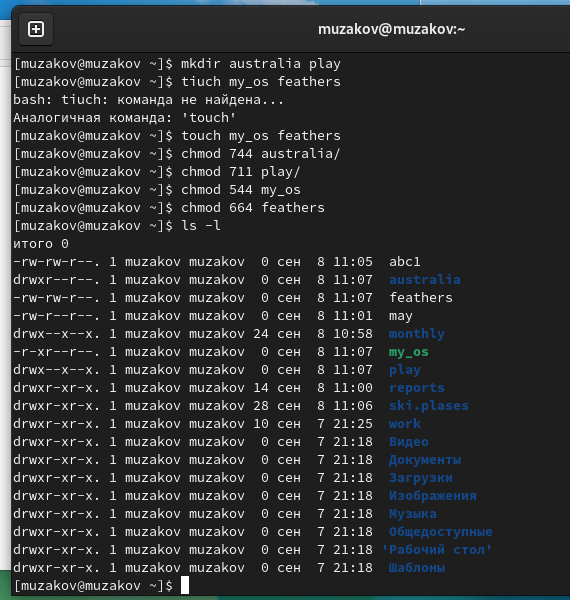 muzakov@muzakov:~
[muzakov@muzakov ~]$ mkdir australia play
[muzakov@muzakov ~]$ tiuch my_os feathers
bash: tiuch: команда не найдена...
Аналогичная команда: 'touch'
[muzakov@muzakov ~]$ touch my_os feathers
[muzakov@muzakov ~]$ chmod 744 australia/
[muzakov@muzakov ~]$ chmod 711 play/
[muzakov@muzakov ~]$ chmod 544 my_os
[muzakov@muzakov ~]$ chmod 664 feathers
[muzakov@muzakov ~]$ ls -l
итого 0
-rw-rw-r--. 1 muzakov muzakov  0 сен  8 11:05  abc1
drwxr--r--. 1 muzakov muzakov  0 сен  8 11:07  australia
-rw-rw-r--. 1 muzakov muzakov  0 сен  8 11:07  feathers
-rw-r--r--. 1 muzakov muzakov  0 сен  8 11:01  may
drwx--x--x. 1 muzakov muzakov 24 сен  8 10:58  monthly
-r-xr--r--. 1 muzakov muzakov  0 сен  8 11:07  my_os
drwx--x--x. 1 muzakov muzakov  0 сен  8 11:07  play
drwxr-xr-x. 1 muzakov muzakov 14 сен  8 11:00  reports
drwxr-xr-x. 1 muzakov muzakov 28 сен  8 11:06  ski.plases
drwxr-xr-x. 1 muzakov muzakov 10 сен  7 21:25  work
drwxr-xr-x. 1 muzakov muzakov  0 сен  7 21:18  Видео
drwxr-xr-x. 1 muzakov muzakov  0 сен  7 21:18  Документы
drwxr-xr-x. 1 muzakov muzakov  0 сен  7 21:18  Загрузки
drwxr-xr-x. 1 muzakov muzakov  0 сен  7 21:18  Изображения
drwxr-xr-x. 1 muzakov muzakov  0 сен  7 21:18  Музыка
drwxr-xr-x. 1 muzakov muzakov  0 сен  7 21:18  Общедоступные
drwxr-xr-x. 1 muzakov muzakov  0 сен  7 21:18 'Рабочий стол'
drwxr-xr-x. 1 muzakov muzakov  0 сен  7 21:18  Шаблоны
[muzakov@muzakov ~]$